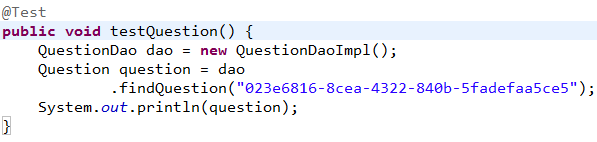 @Test
public void testQuestion() {
    QuestionDao dao = new QuestionDaoImpl();
    Question question = dao
            .findQuestion("023e6816-8cea-4322-840b-5fadefaa5ce5");
    System.out.println(question);
}